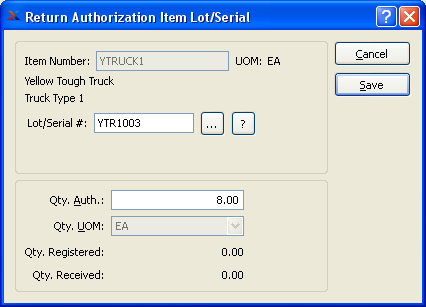 Return Authorization Item Lot/Serial ? X
Item Number: YTRUCK1 UOM: EA Cancel
Yellow Tough Truck
Truck Type 1 Save
Lot/Serial #: YTR1003 ... ?
Qty. Auth.: 8.00
Qty. UOM: EA
Qty. Registered: 0.00
Qty. Received: 0.00